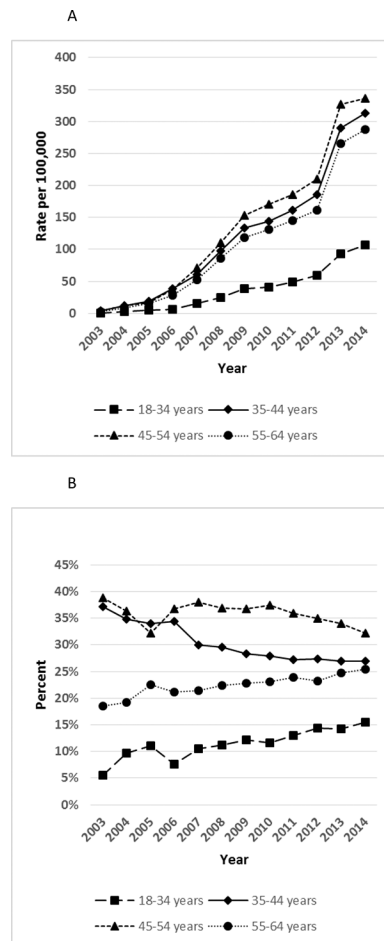 A
400
350
300
250
200
150
100
50
0
Rate per 100,000
2003 2004 2005 2006 2007 2008 2009 2010 2011 2012 2013 2014
Year
18-34 years 35-44 years
45-54 years 55-64 years
B
45%
40%
35%
30%
25%
20%
15%
10%
5%
0%
Percent
2003 2004 2005 2006 2007 2008 2009 2010 2011 2012 2013 2014
Year
18-34 years 35-44 years
45-54 years 55-64 years